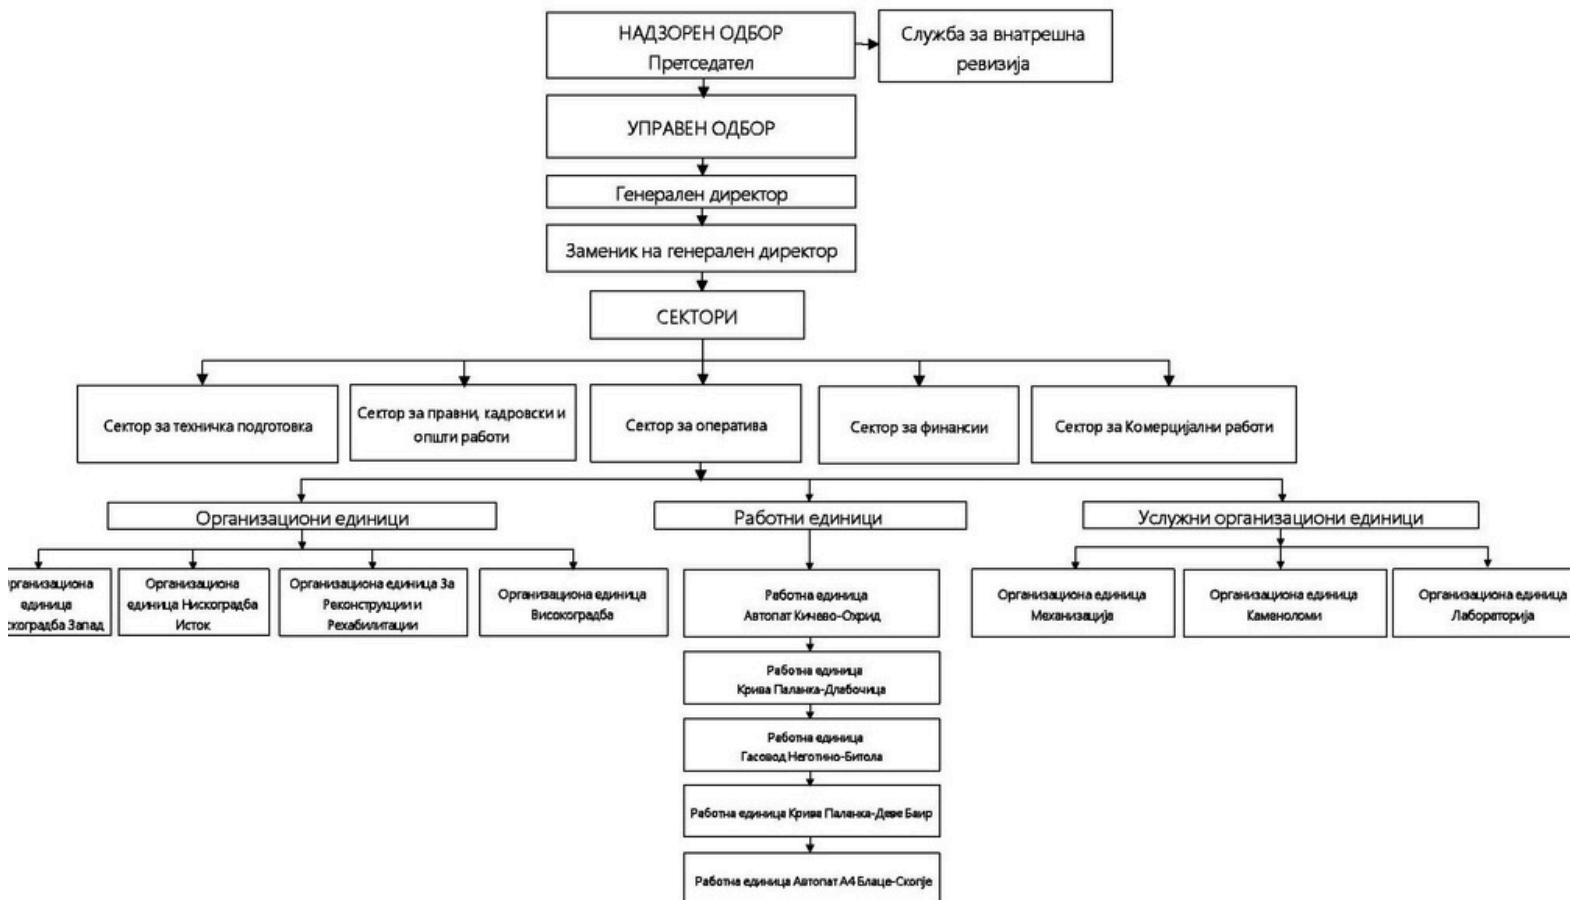 НАДЗОРЕН ОДБОР
Претседател
Служба за внатрешна
ревизија
УПРАВЕН ОДБОР
Генерален директор
Заменик на генерален директор
СЕКТОРИ
Сектор за техничка подготовка
Сектор за правни, кадровски и
општи работи
Сектор за оператива
Сектор за финансии
Сектор за Комерцијални работи
Организациони единици
Работни единици
Услужни организациони единици
единица
Запад
Организациона
единица Нискоградба
Исток
Организациона единица За
Реконструкции и
Рехабилитации
Организациона единица
Високоградба
Работна единица
Автопат Кичево-Охрид
Организациона единица
Механизација
Организациона единица
Каменоломи
Организациона единица
Лабораторија
Работна единица
Крива Паланка-Длабочица
Работна единица
Гасовод Неготино-Битола
Работна единица Крива Паланка-Деве Баир
Работна единица Автопат А4 Блаце-Скопје